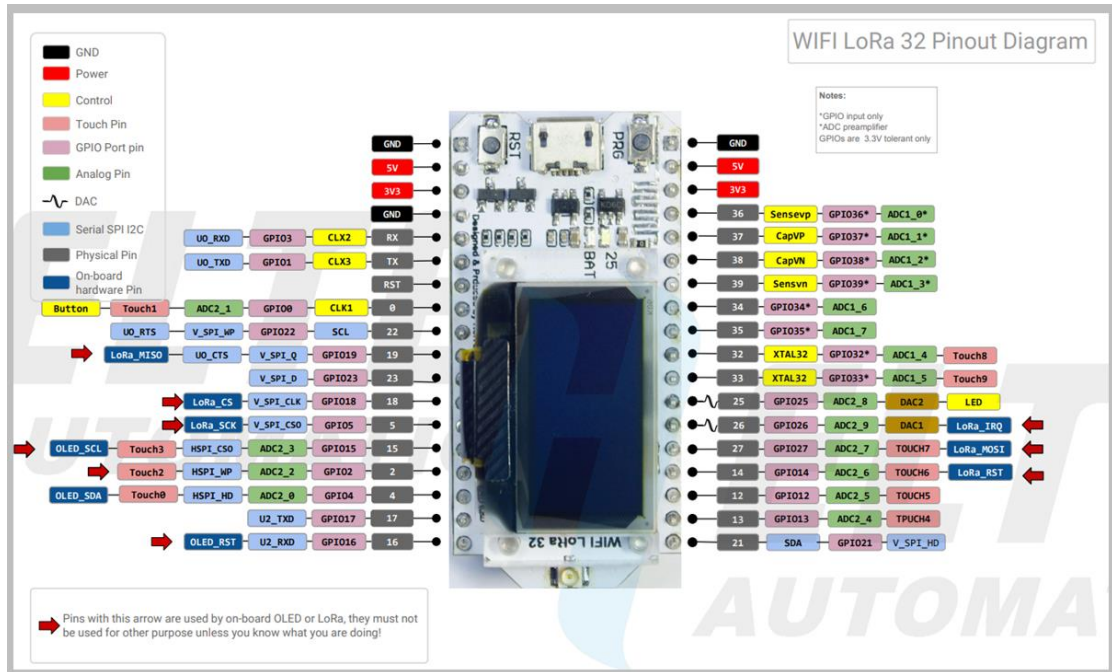 WIFI LoRa 32 Pinout Diagram
GND
Power
Control
Touch Pin
GPIO Port pin
Analog Pin
DAC
Serial SPI I2C
Physical Pin
On-board
hardware Pin
Notes:
*GPIO input only
*ADC preamplifier
GPIOs are 3.3V tolerant only
GND
5V
3V3
GND
UO_RXD GPIO3 CLX2 RX
UO_TXD GPIO1 CLX3 TX
RST
Button Touch1 ADC2_1 GPIO0 CLK1 0
UO_RTS V_SPI_WP GPIO22 SCL 22
LoRa_MISO UO_CTS V_SPI_Q GPIO19 19
V_SPI_D GPIO23 23
LoRa_CS V_SPI_CLK GPIO18 18
LoRa_SCK V_SPI_CSO GPIO5 5
OLED_SCL Touch3 HSPI_CSO ADC2_3 GPIO15 15
Touch2 HSPI_WP ADC2_2 GPIO2 2
OLED_SDA Touch0 HSPI_HD ADC2_0 GPIO4 4
U2_TXD GPIO17 17
OLED_RST U2_RXD GPIO16 16
RST
PRG
Designed &
BAT
25
WIFI LoRa 32
GND
5V
3V3
36 Sensevp GPIO36* ADC1_0*
37 CapVP GPIO37* ADC1_1*
38 CapVN GPIO38* ADC1_2*
39 Sensvn GPIO39* ADC1_3*
34 GPIO34* ADC1_6
35 GPIO35* ADC1_7
32 XTAL32 GPIO32* ADC1_4 Touch8
33 XTAL32 GPIO33* ADC1_5 Touch9
25 GPIO25 ADC2_8 DAC2 LED
26 GPIO26 ADC2_9 DAC1 LoRa_IRQ
27 GPIO27 ADC2_7 TOUCH7 LoRa_MOSI
14 GPIO14 ADC2_6 TOUCH6 LoRa_RST
12 GPIO12 ADC2_5 TOUCH5
13 GPIO13 ADC2_4 TPUCH4
21 SDA GPIO21 V_SPI_HD
Pins with this arrow are used by on-board OLED or LoRa, they must not
be used for other purpose unless you know what you are doing!
AUTOMA